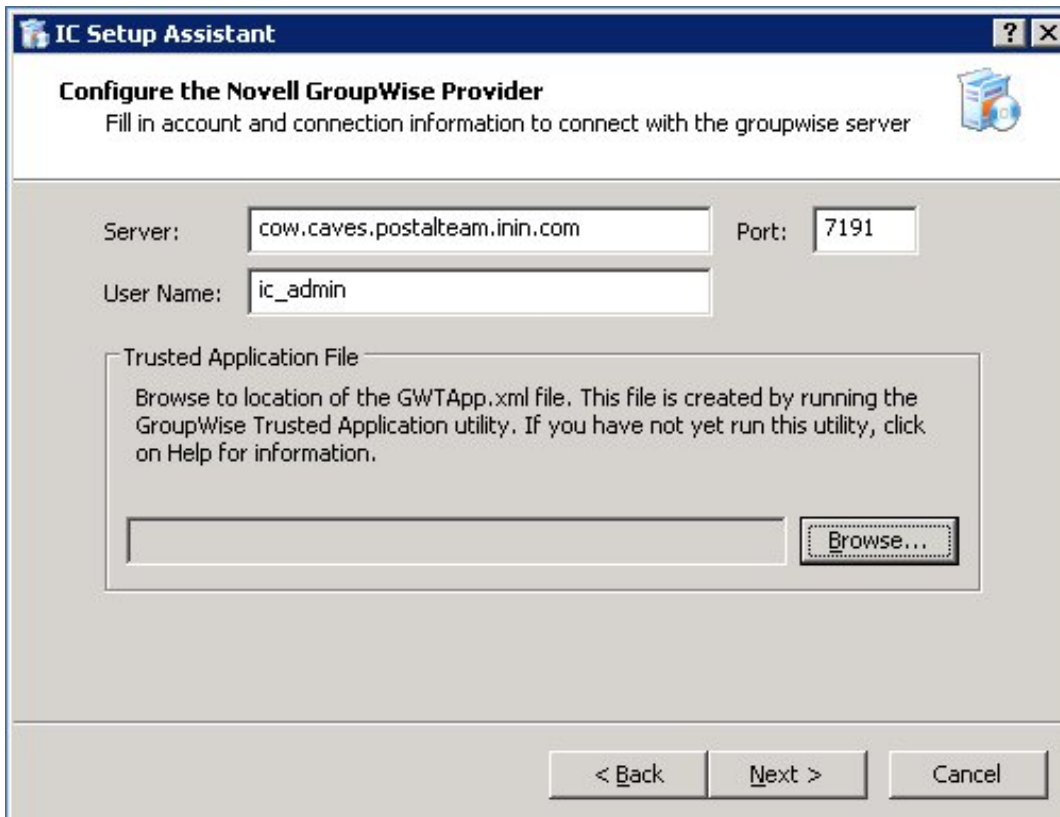 IC Setup Assistant
Configure the Novell GroupWise Provider
Fill in account and connection information to connect with the groupwise server
Server: cow.caves.postalteam.inin.com Port: 7191
User Name: ic_admin
Trusted Application File
Browse to location of the GWTApp.xml file. This file is created by running the
GroupWise Trusted Application utility. If you have not yet run this utility, click
on Help for information.
Browse...
< Back Next > Cancel